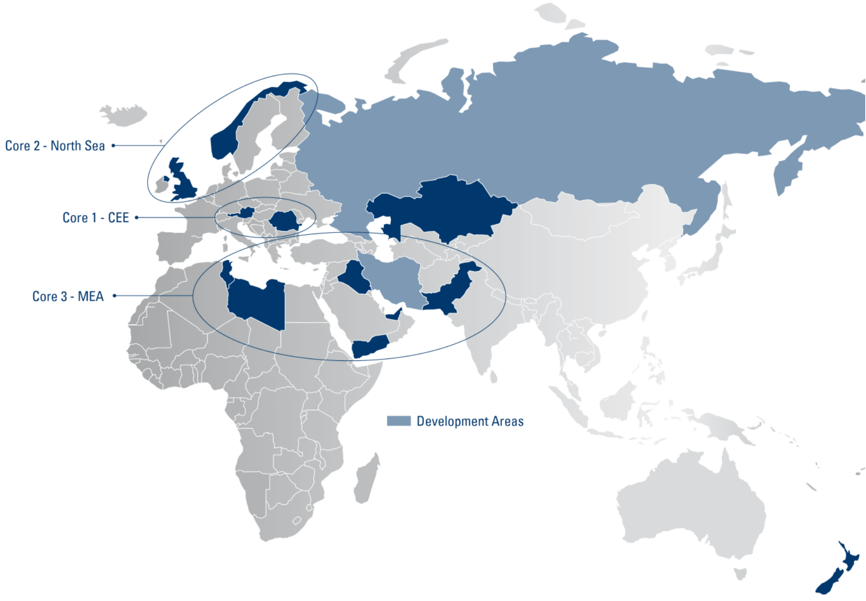 Core 2 - North Sea
Core 1 - CEE
Core 3 - MEA
Development Areas